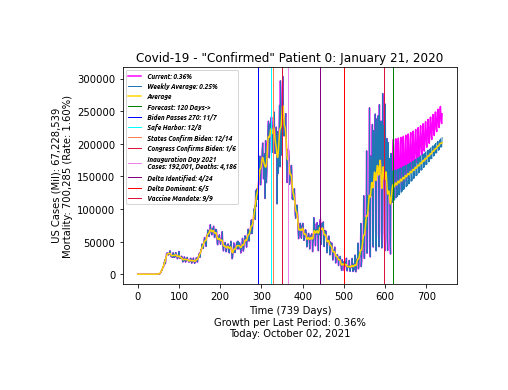 Covid-19 - "Confirmed" Patient 0: January 21, 2020
US Cases (Mil): 67,228,539
Mortality: 700,285 (Rate: 1.60%)
300000
250000
200000
150000
100000
50000
0
Current: 0.36%
Weekly Average: 0.25%
Average
Forecast: 120 Days->
Biden Passes 270: 11/7
Safe Harbor: 12/8
States Confirm Biden: 12/14
Congress Confirms Biden: 1/6
Inauguration Day 2021
Cases: 192,001, Deaths: 4,186
Delta Identified: 4/24
Delta Dominant: 6/5
Vaccine Mandate: 9/9
0 100 200 300 400 500 600 700
Time (739 Days)
Growth per Last Period: 0.36%
Today: October 02, 2021